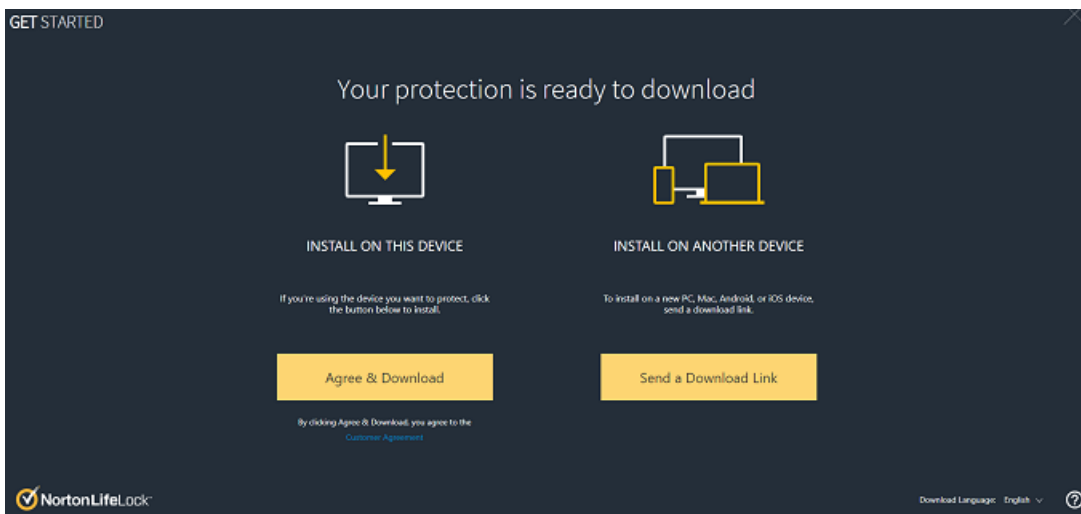 GET STARTED
Your protection is ready to download
INSTALL ON THIS DEVICE
If you're using the device you want to protect, click
the button below to install.
Agree & Download
By clicking Agree & Download, you agree to the
Customer Agreement
INSTALL ON ANOTHER DEVICE
To install on a new PC, Mac, Android, or iOS device,
send a download link.
Send a Download Link
NortonLifeLock
Download Language: English
?